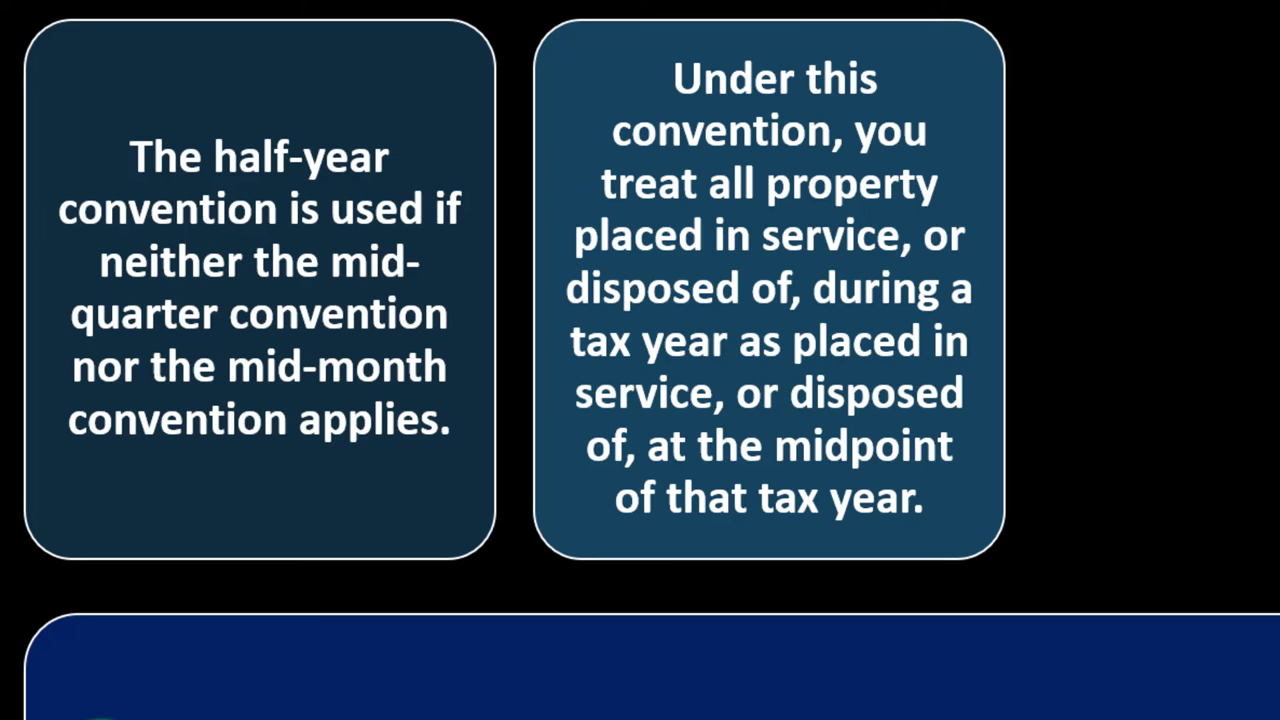 The half-year
convention is used if
neither the mid-
quarter convention
nor the mid-month
convention applies.
Under this
convention, you
treat all property
placed in service, or
disposed of, during a
tax year as placed in
service, or disposed
of, at the midpoint
of that tax year.